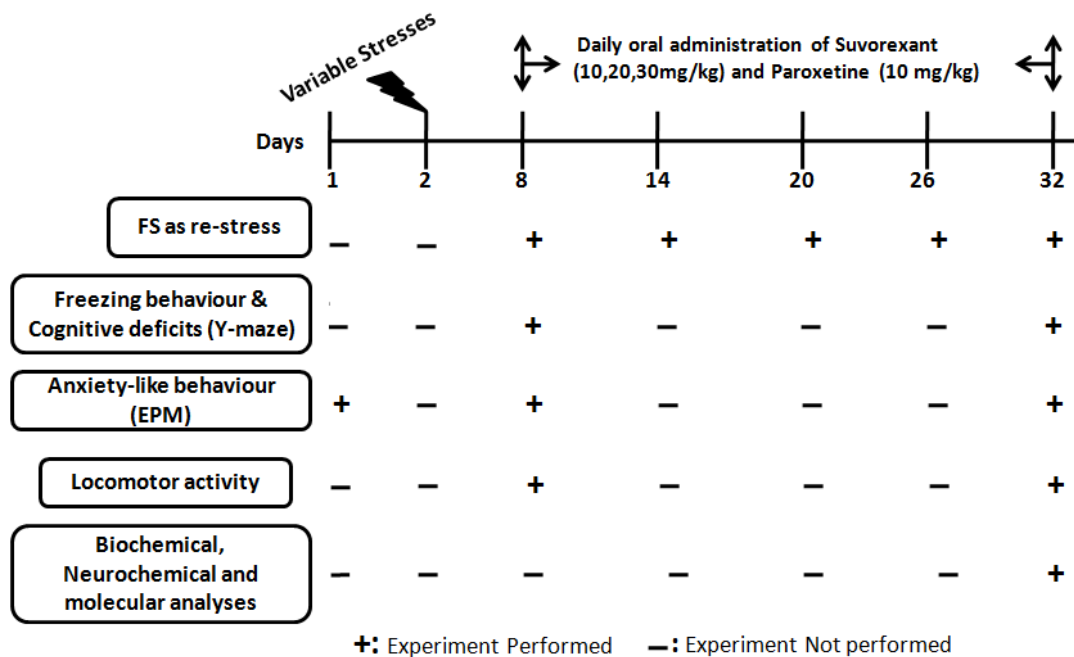 Variable Stresses
Daily oral administration of Suvorexant
(10,20,30mg/kg) and Paroxetine (10 mg/kg)
Days
1 2 8 14 20 26 32
FS as re-stress
– – + + + + +
Freezing behaviour &
Cognitive deficits (Y-maze)
– – + – – – +
Anxiety-like behaviour
(EPM)
+ – + – – – +
Locomotor activity
– – + – – – +
Biochemical,
Neurochemical and
molecular analyses
– – – – – – +
+: Experiment Performed –: Experiment Not performed